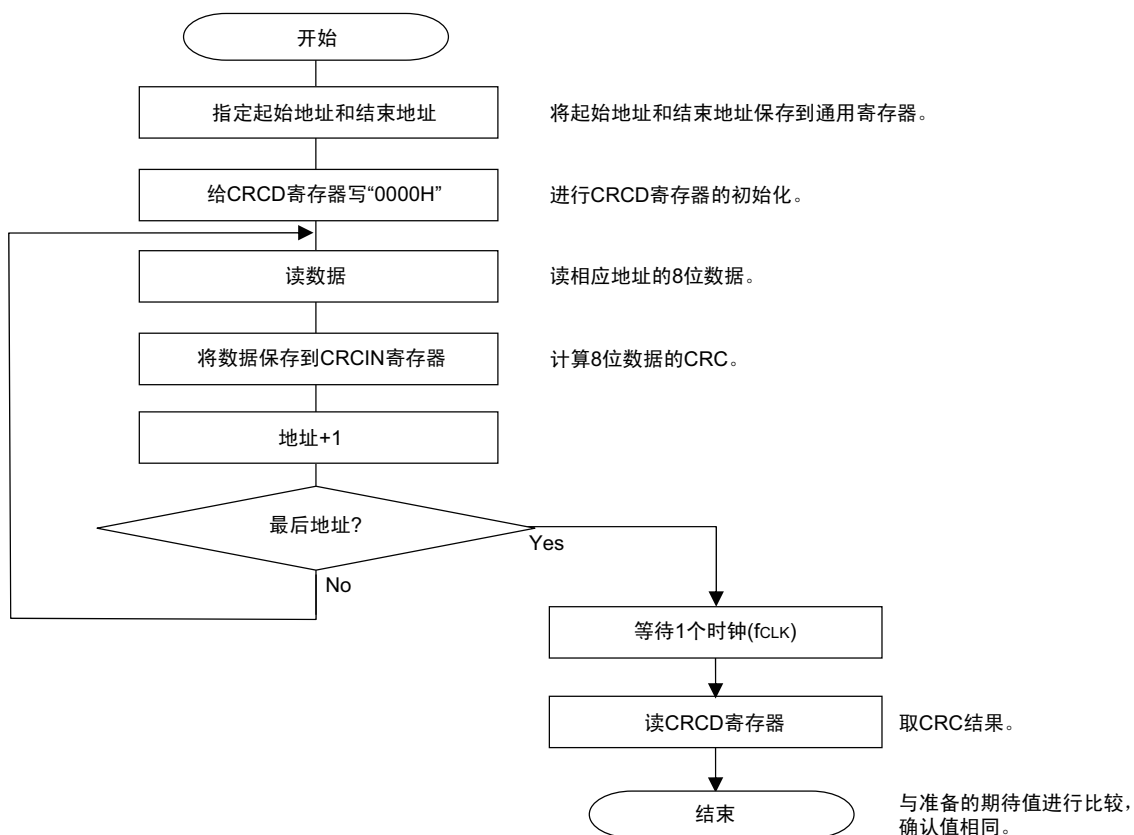 开始
指定起始地址和结束地址
将起始地址和结束地址保存到通用寄存器。
给CRCD寄存器写“0000H”
进行CRCD寄存器的初始化。
读数据
读相应地址的8位数据。
将数据保存到CRCIN寄存器
计算8位数据的CRC。
地址+1
最后地址?
Yes
No
等待1个时钟(fCLK)
读CRCD寄存器
取CRC结果。
结束
与准备的期待值进行比较，
确认值相同。